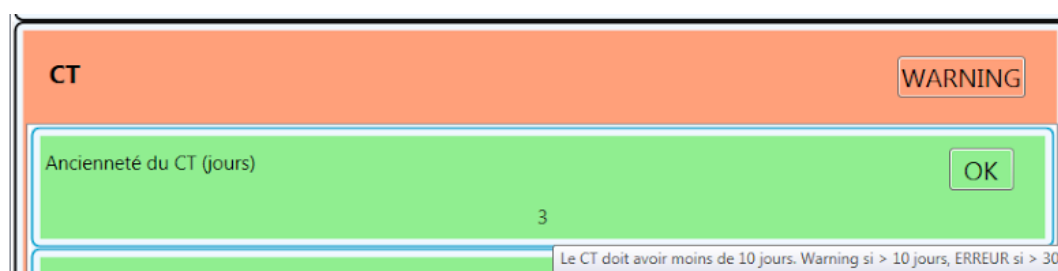 CT
WARNING
Ancienneté du CT (jours)
OK
3
Le CT doit avoir moins de 10 jours. Warning si > 10 jours, ERREUR si > 30